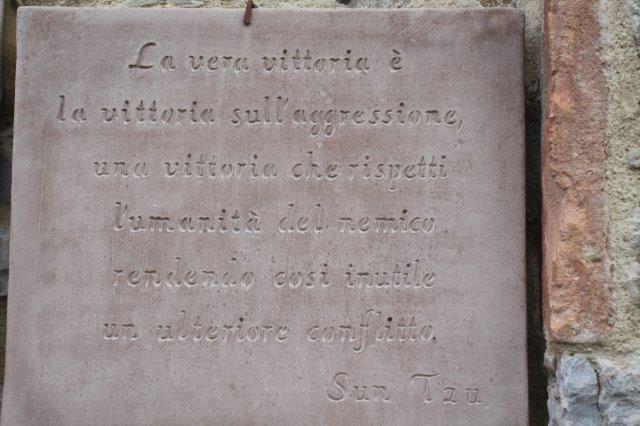 La vera vittoria è
la vittoria sull'aggressione,
una vittoria che rispetti
l'umanità del nemico
rendendo così inutile
un ulteriore conflitto.
Sun Tzu